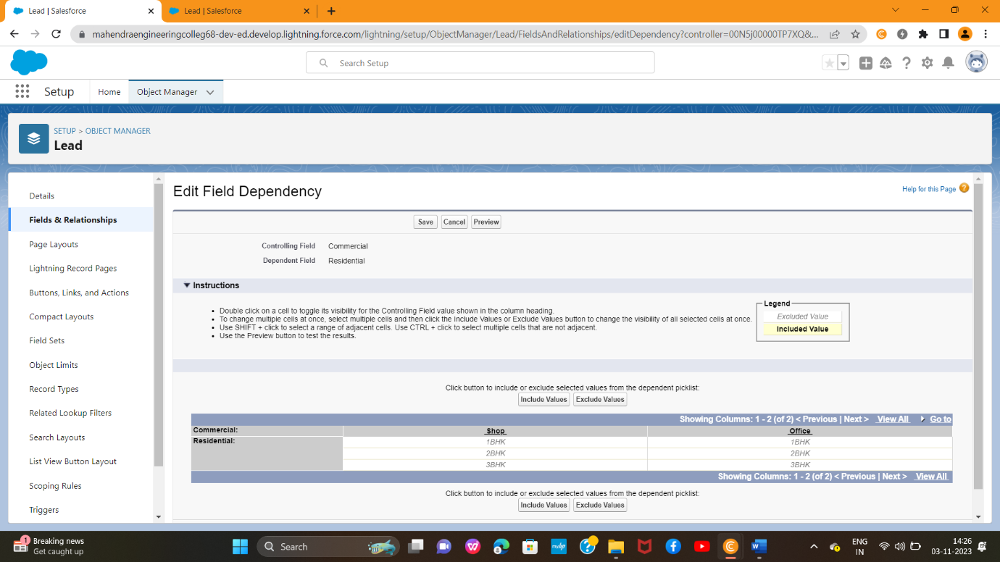 Lead | Salesforce
Lead | Salesforce
mahendraengineeringcolleg68-dev-ed.develop.lightning.force.com/lightning/setup/ObjectManager/Lead/FieldsAndRelationships/editDependency?controller=00N5j00000TP7XQ&...
Search Setup
Setup
Home
Object Manager
SETUP > OBJECT MANAGER
Lead
Details
Fields & Relationships
Page Layouts
Lightning Record Pages
Buttons, Links, and Actions
Compact Layouts
Field Sets
Object Limits
Record Types
Related Lookup Filters
Search Layouts
List View Button Layout
Scoping Rules
Triggers
Edit Field Dependency
Help for this Page
Save Cancel Preview
Controlling Field Commercial
Dependent Field Residential
Instructions
• Double click on a cell to toggle its visibility for the Controlling Field value shown in the column heading.
• To change multiple cells at once, select multiple cells and then click the Include Values or Exclude Values button to change the visibility of all selected cells at once.
• Use SHIFT + click to select a range of adjacent cells. Use CTRL + click to select multiple cells that are not adjacent.
• Use the Preview button to test the results.
Legend
Excluded Value
Included Value
Click button to include or exclude selected values from the dependent picklist:
Include Values Exclude Values
Showing Columns: 1 - 2 (of 2) < Previous | Next > View All Go to
Commercial: Shop Office
Residential: 1BHK 1BHK
2BHK 2BHK
3BHK 3BHK
Showing Columns: 1 - 2 (of 2) < Previous | Next > View All
Click button to include or exclude selected values from the dependent picklist:
Include Values Exclude Values
1
Breaking news
Get caught up
Search
myhp
ENG
IN
14:26
03-11-2023